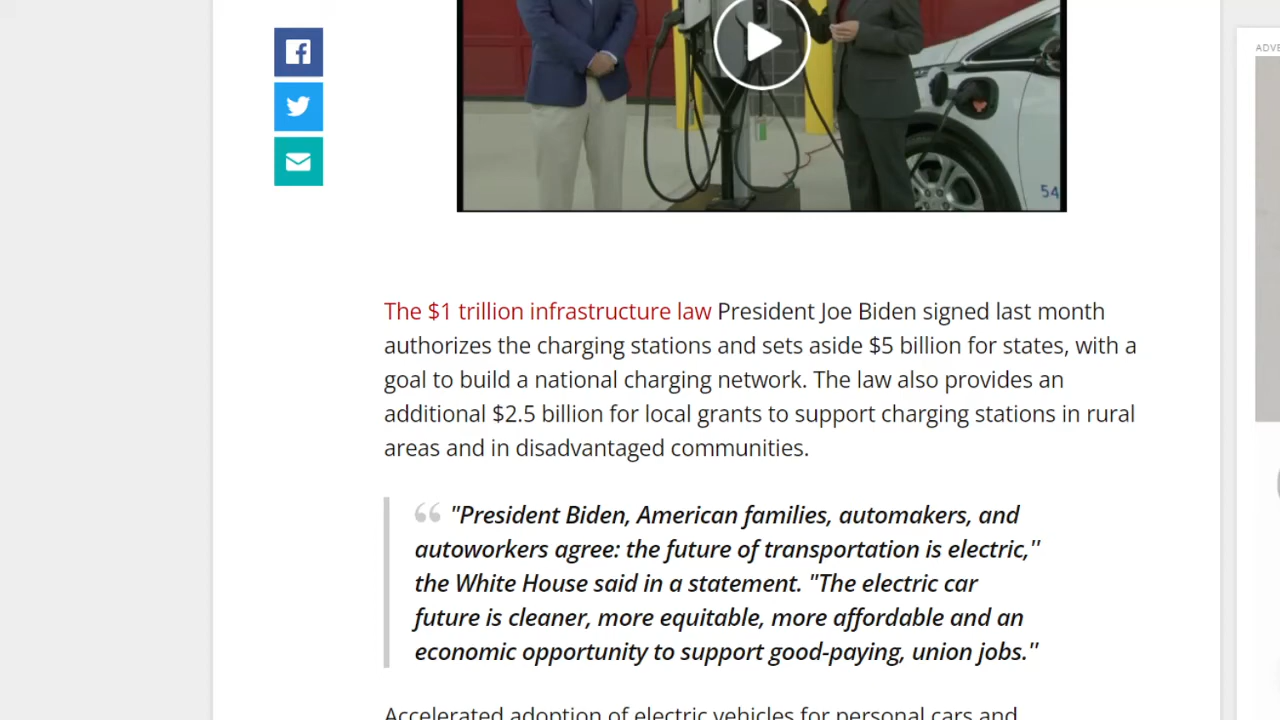 ADVE
54
The $1 trillion infrastructure law President Joe Biden signed last month
authorizes the charging stations and sets aside $5 billion for states, with a
goal to build a national charging network. The law also provides an
additional $2.5 billion for local grants to support charging stations in rural
areas and in disadvantaged communities.
"President Biden, American families, automakers, and
autoworkers agree: the future of transportation is electric,''
the White House said in a statement. "The electric car
future is cleaner, more equitable, more affordable and an
economic opportunity to support good-paying, union jobs.''
Accelerated adoption of electric vehicles for personal cars and